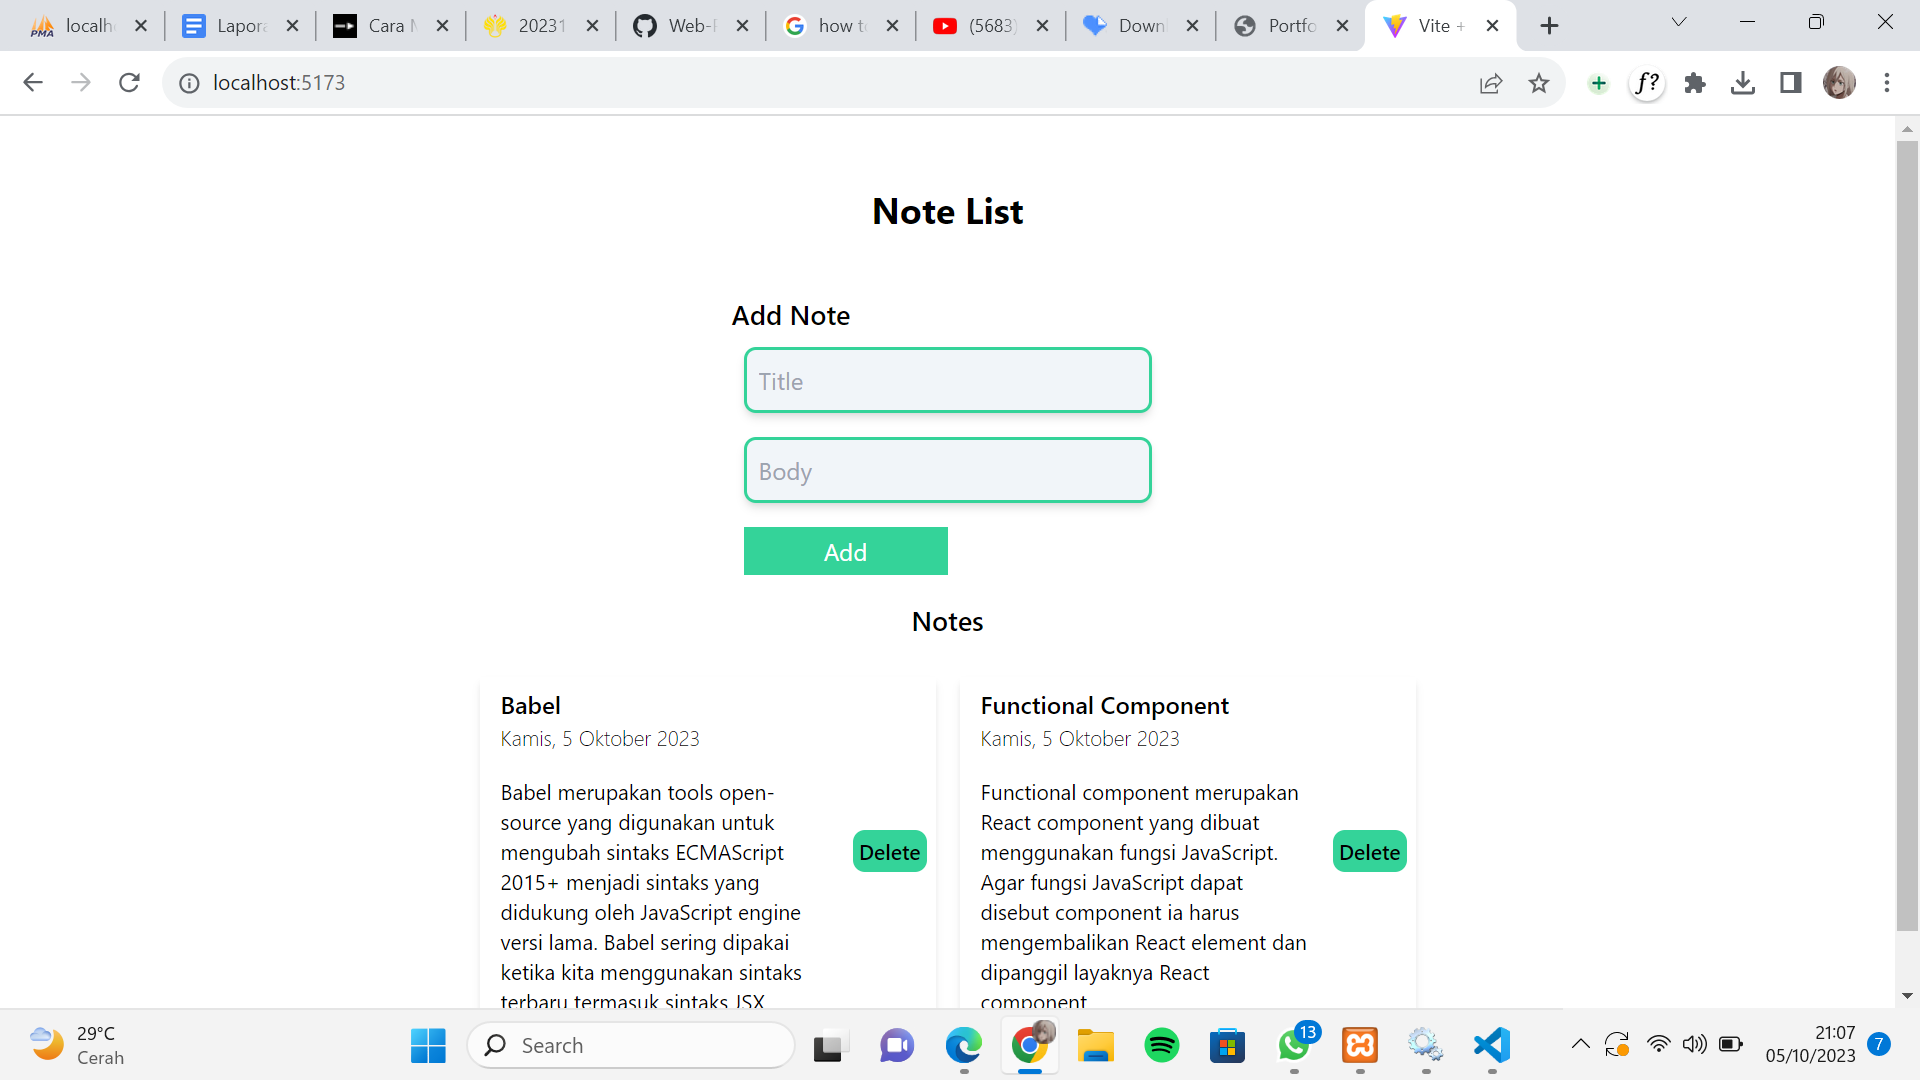 localh
Lapora
Cara M
20231
Web-F
how to
(5683)
Downl
Portfo
Vite +
localhost:5173
Note List
Add Note
Title
Body
Add
Notes
Babel
Kamis, 5 Oktober 2023
Babel merupakan tools open-
source yang digunakan untuk
mengubah sintaks ECMAScript
2015+ menjadi sintaks yang
didukung oleh JavaScript engine
versi lama. Babel sering dipakai
ketika kita menggunakan sintaks
terbaru termasuk sintaks JSX
Delete
Functional Component
Kamis, 5 Oktober 2023
Functional component merupakan
React component yang dibuat
menggunakan fungsi JavaScript.
Agar fungsi JavaScript dapat
disebut component ia harus
mengembalikan React element dan
dipanggil layaknya React
component
Delete
29°C
Cerah
Search
13
21:07
05/10/2023
7